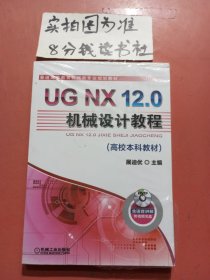 实拍图为准
8分钱读书社
UG NX 12.0
机械设计教程
UG NX 12.0 JIXIE SHEJI JIAOCHENG
(高校本科教材)
展迪优 ◎ 主编
机械工业出版社